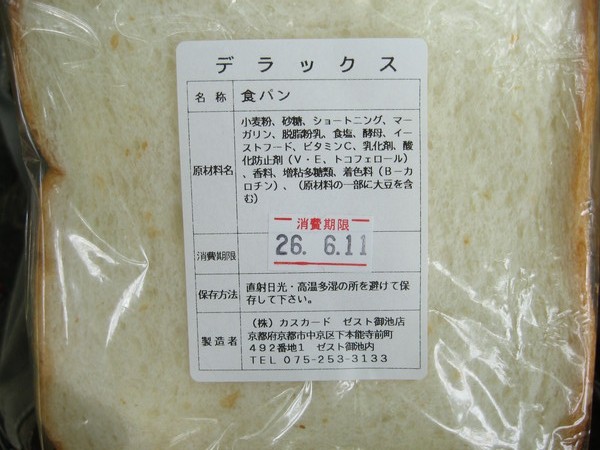 デラックス
名称 食パン
原材料名 小麦粉、砂糖、ショートニング、マー
ガリン、脱脂粉乳、食塩、酵母、イー
ストフード、ビタミンC、乳化剤、酸
化防止剤（V・E、トコフェロール）
、香料、増粘多糖類、着色料（B－カ
ロチン）、（原材料の一部に大豆を含
む）
消費期限
消費期限
26. 6.11
保存方法 直射日光・高温多湿の所を避けて保
存して下さい。
製造者 （株）カスカード ゼスト御池店
京都府京都市中京区下本能寺前町
492番地1 ゼスト御池内
TEL 075-253-3133